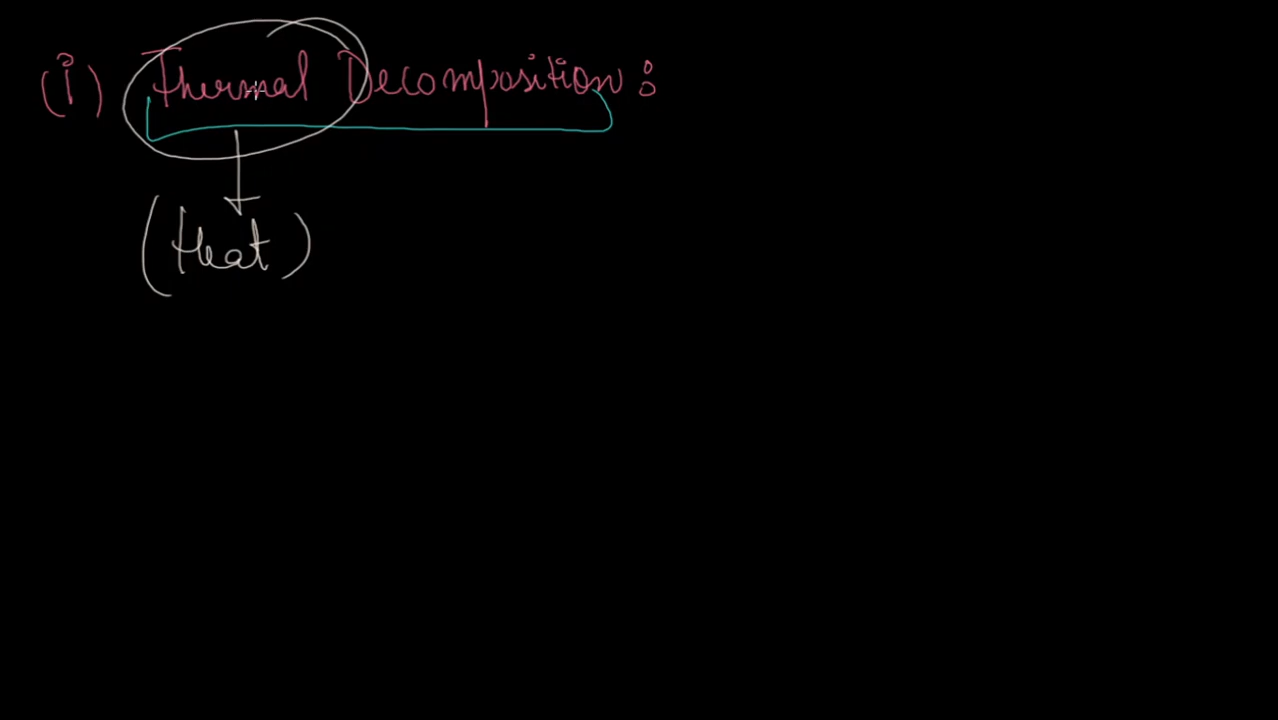 (i) Thermal Decomposition :
(Heat)